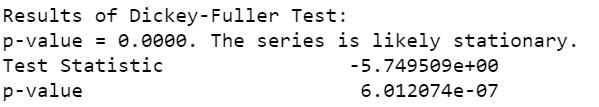 Results of Dickey-Fuller Test:
p-value = 0.0000. The series is likely stationary.
Test Statistic -5.749509e+00
p-value 6.012074e-07